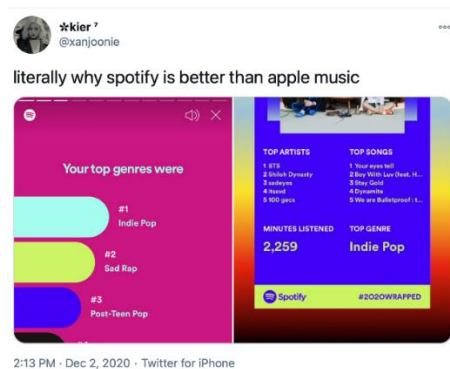 ☆kier ⁷
@xanjoonie
literally why spotify is better than apple music
Your top genres were
#1
Indie Pop
#2
Sad Rap
#3
Post-Teen Pop
TOP ARTISTS
1 BTS
2 Shiloh Dynasty
3 sadeyes
4 itssvd
5 100 gecs
TOP SONGS
1 Your eyes tell
2 Boy With Luv (feat. H...
3 Stay Gold
4 Dynamite
5 We are Bulletproof : t...
MINUTES LISTENED
2,259
TOP GENRE
Indie Pop
Spotify
#2020WRAPPED
2:13 PM · Dec 2, 2020 · Twitter for iPhone